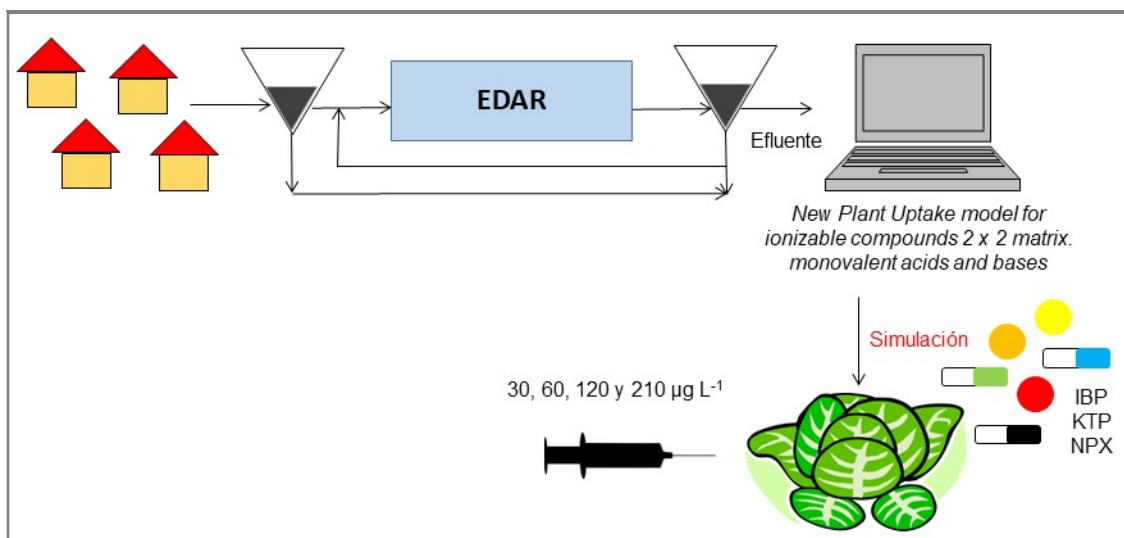 EDAR
Efluente
New Plant Uptake model for
ionizable compounds 2 x 2 matrix.
monovalent acids and bases
Simulación
30, 60, 120 y 210 µg L⁻¹
IBP
KTP
NPX